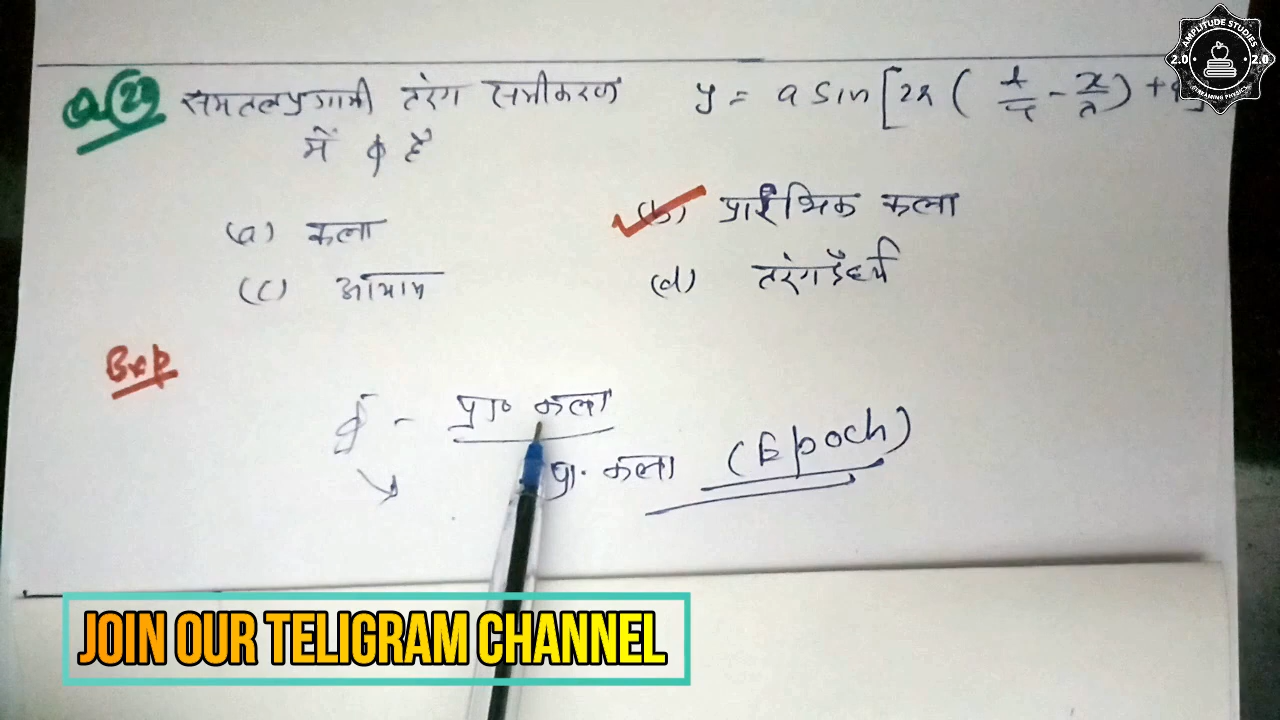 Q. (2) समतलप्रगामी तरंग समीकरण y = a sin [2π ( t/T - x/λ ) + φ
में φ है
(a) कला (b) प्रारंभिक कला
(c) आयाम (d) तरंगदैर्ध्य
Exp
φ - प्रा० कला
प्रा. कला (Epoch)
JOIN OUR TELIGRAM CHANNEL
AMPLITUDE STUDIES
2.0 2.0